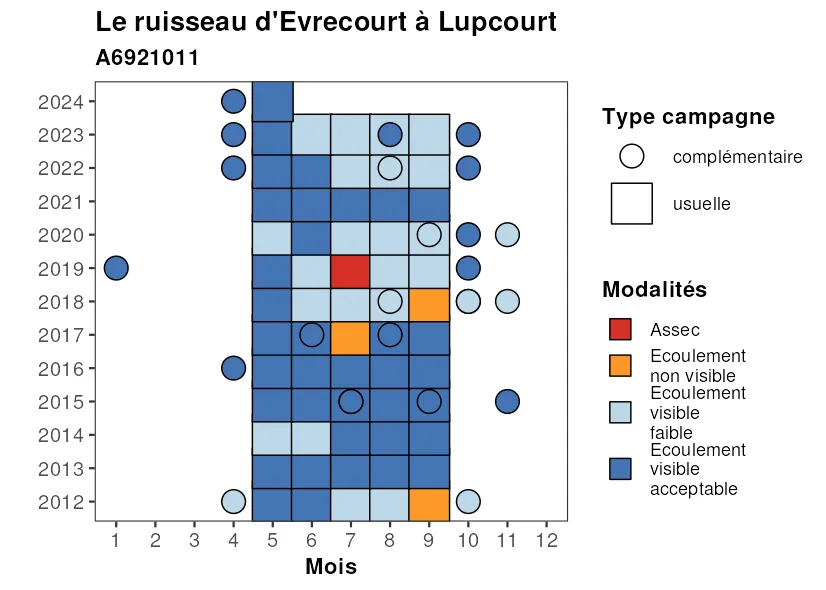 Le ruisseau d'Evrecourt à Lupcourt
A6921011
2024
2023
2022
2021
2020
2019
2018
2017
2016
2015
2014
2013
2012
1 2 3 4 5 6 7 8 9 10 11 12
Mois
Type campagne
complémentaire
usuelle
Modalités
Assec
Ecoulement
non visible
Ecoulement
visible
faible
Ecoulement
visible
acceptable